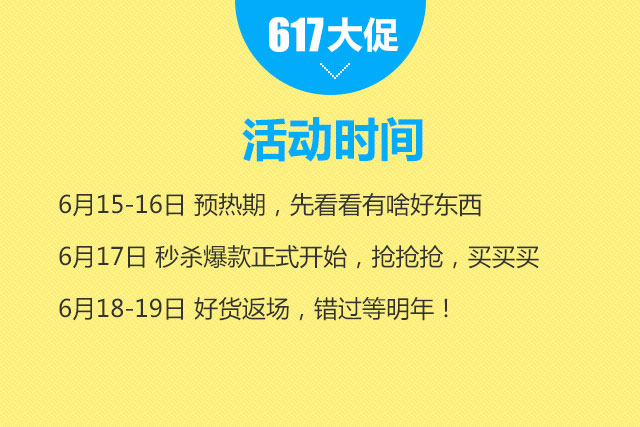 617大促
活动时间
6月15-16日 预热期，先看看有啥好东西
6月17日 秒杀爆款正式开始，抢抢抢，买买买
6月18-19日 好货返场，错过等明年！